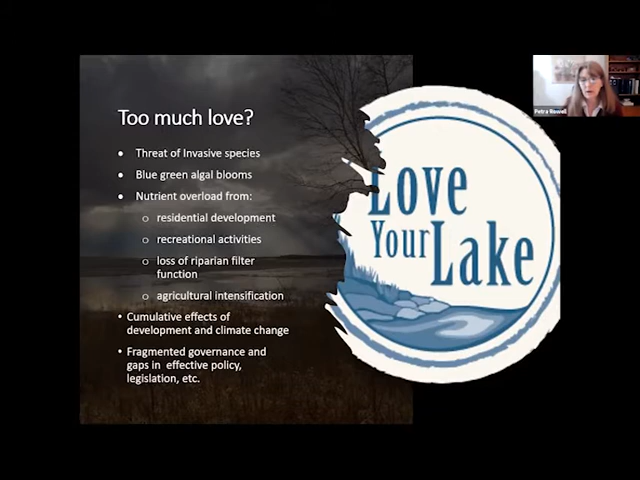 Too much love?
• Threat of Invasive species
• Blue green algal blooms
• Nutrient overload from:
o residential development
o recreational activities
o loss of riparian filter
function
o agricultural intensification
• Cumulative effects of
development and climate change
• Fragmented governance and
gaps in effective policy,
legislation, etc.
Love
Your Lake
Petra